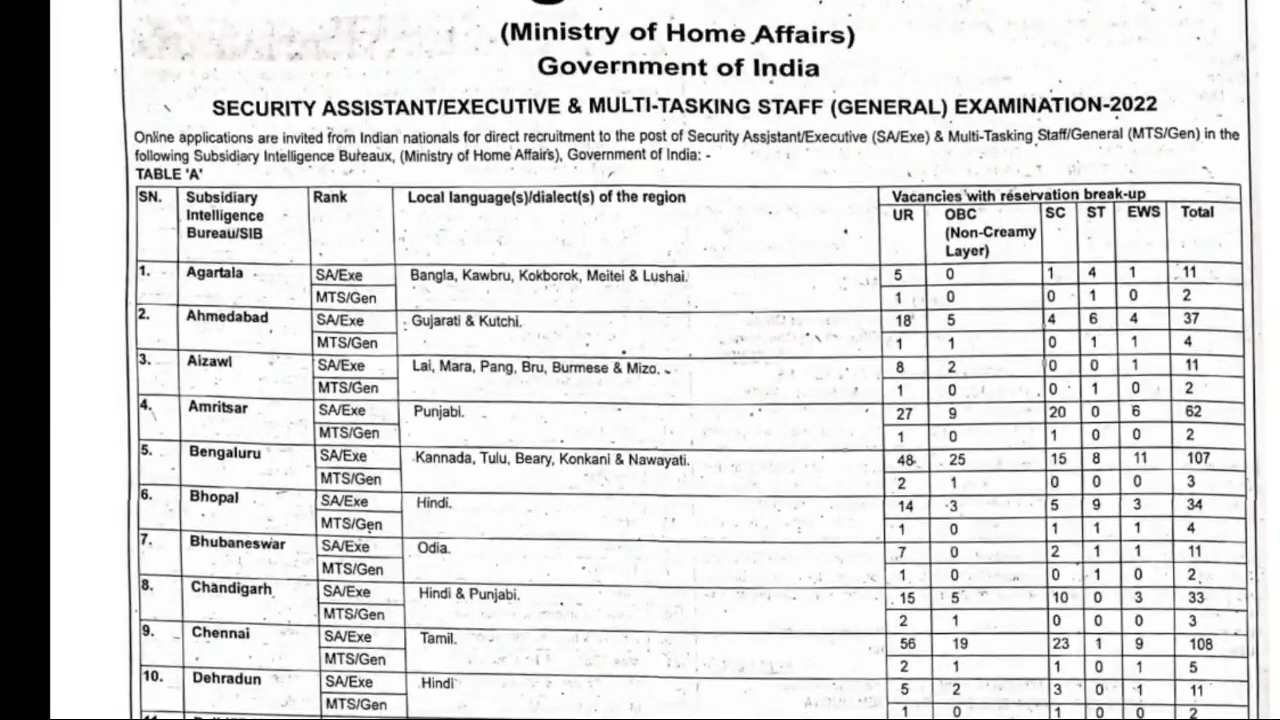 (Ministry of Home Affairs)
Government of India
SECURITY ASSISTANT/EXECUTIVE & MULTI-TASKING STAFF (GENERAL) EXAMINATION-2022
Online applications are invited from Indian nationals for direct recruitment to the post of Security Assistant/Executive (SA/Exe) & Multi-Tasking Staff/General (MTS/Gen) in the
following Subsidiary Intelligence Bureaux, (Ministry of Home Affairs), Government of India: -
TABLE 'A'
SN. Subsidiary Intelligence Bureau/SIB Rank Local language(s)/dialect(s) of the region Vacancies with reservation break-up
UR OBC (Non-Creamy Layer) SC ST EWS Total
1. Agartala SA/Exe Bangla, Kawbru, Kokborok, Meitei & Lushai. 5 0 1 4 1 11
MTS/Gen 1 0 0 1 0 2
2. Ahmedabad SA/Exe Gujarati & Kutchi. 18 5 4 6 4 37
MTS/Gen 1 1 0 1 1 4
3. Aizawl SA/Exe Lai, Mara, Pang, Bru, Burmese & Mizo. 8 2 0 0 1 11
MTS/Gen 1 0 0 1 0 2
4. Amritsar SA/Exe Punjabi. 27 9 20 0 6 62
MTS/Gen 1 0 1 0 0 2
5. Bengaluru SA/Exe Kannada, Tulu, Beary, Konkani & Nawayati. 48 25 15 8 11 107
MTS/Gen 2 1 0 0 0 3
6. Bhopal SA/Exe Hindi. 14 3 5 9 3 34
MTS/Gen 1 0 1 1 1 4
7. Bhubaneswar SA/Exe Odia. 7 0 2 1 1 11
MTS/Gen 1 0 0 1 0 2
8. Chandigarh SA/Exe Hindi & Punjabi. 15 5 10 0 3 33
MTS/Gen 2 1 0 0 0 3
9. Chennai SA/Exe Tamil. 56 19 23 1 9 108
MTS/Gen 2 1 1 0 1 5
10. Dehradun SA/Exe Hindi 5 2 3 0 1 11
MTS/Gen 1 0 1 0 0 2